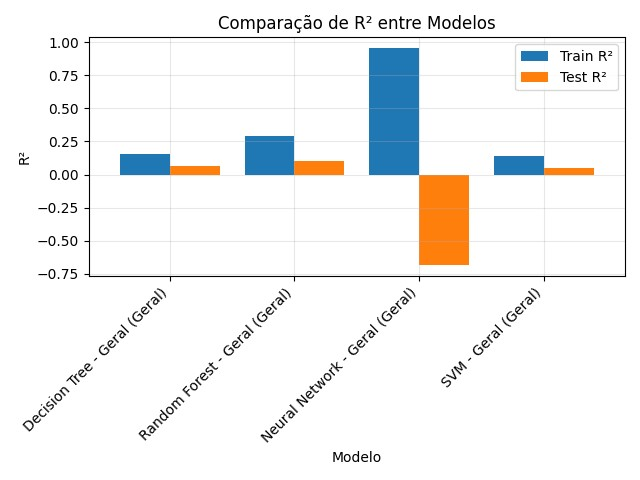 Comparação de R² entre Modelos
1.00
0.75
0.50
0.25
0.00
−0.25
−0.50
−0.75
R²
Train R²
Test R²
Decision Tree - Geral (Geral)
Random Forest - Geral (Geral)
Neural Network - Geral (Geral)
SVM - Geral (Geral)
Modelo